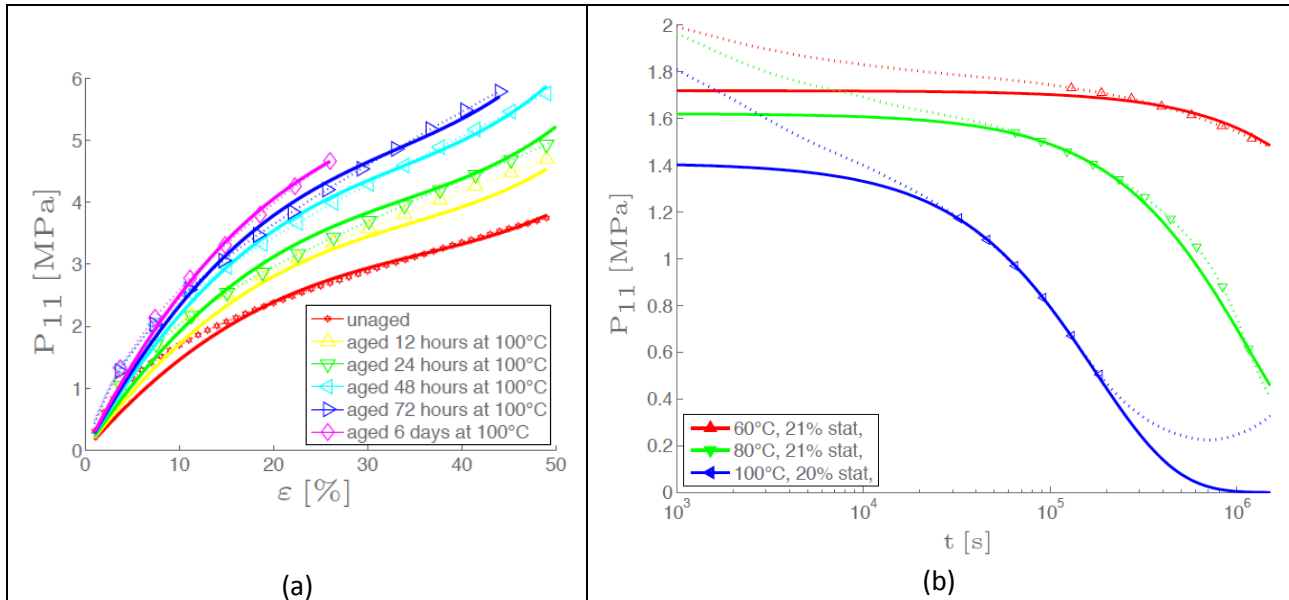 6
5
4
3
2
1
0
P₁₁ [MPa]
0 10 20 30 40 50
ε [%]
unaged
aged 12 hours at 100°C
aged 24 hours at 100°C
aged 48 hours at 100°C
aged 72 hours at 100°C
aged 6 days at 100°C
(a)
2
1.8
1.6
1.4
1.2
1
0.8
0.6
0.4
0.2
0
P₁₁ [MPa]
10³ 10⁴ 10⁵ 10⁶
t [s]
60°C, 21% stat,
80°C, 21% stat,
100°C, 20% stat,
(b)